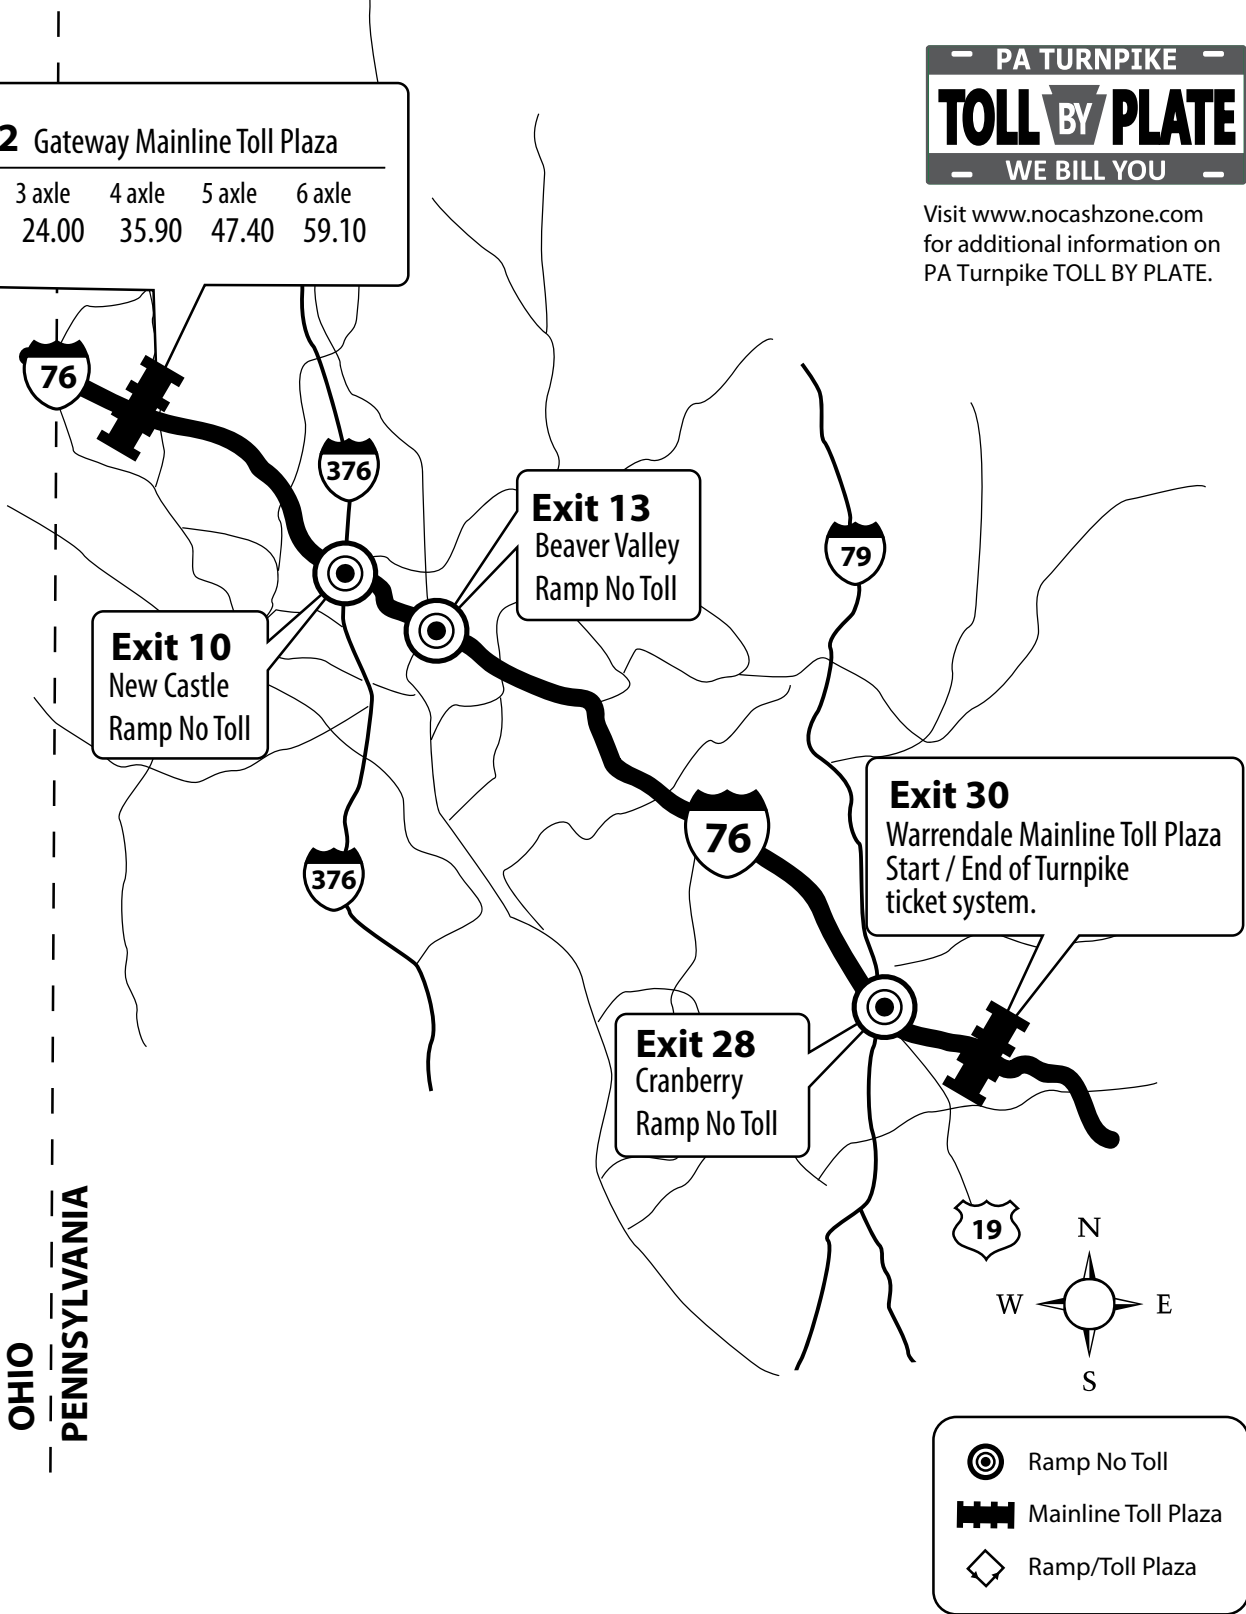 PA TURNPIKE
TOLL BY PLATE
WE BILL YOU
Visit www.nocashzone.com
for additional information on
PA Turnpike TOLL BY PLATE.
2 Gateway Mainline Toll Plaza
3 axle 4 axle 5 axle 6 axle
24.00 35.90 47.40 59.10
76
376
Exit 13
Beaver Valley
Ramp No Toll
79
Exit 10
New Castle
Ramp No Toll
76
Exit 30
Warrendale Mainline Toll Plaza
Start / End of Turnpike
ticket system.
376
Exit 28
Cranberry
Ramp No Toll
19
N
W E
S
OHIO
PENNSYLVANIA
Ramp No Toll
Mainline Toll Plaza
Ramp/Toll Plaza